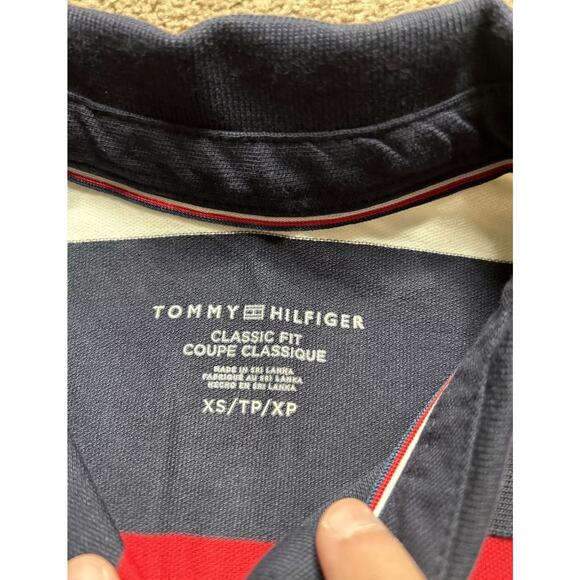 TOMMY HILFIGER
CLASSIC FIT
COUPE CLASSIQUE
MADE IN SRI LANKA
FABRIQUÉ AU SRI LANKA
HECHO EN SRI LANKA
XS/TP/XP